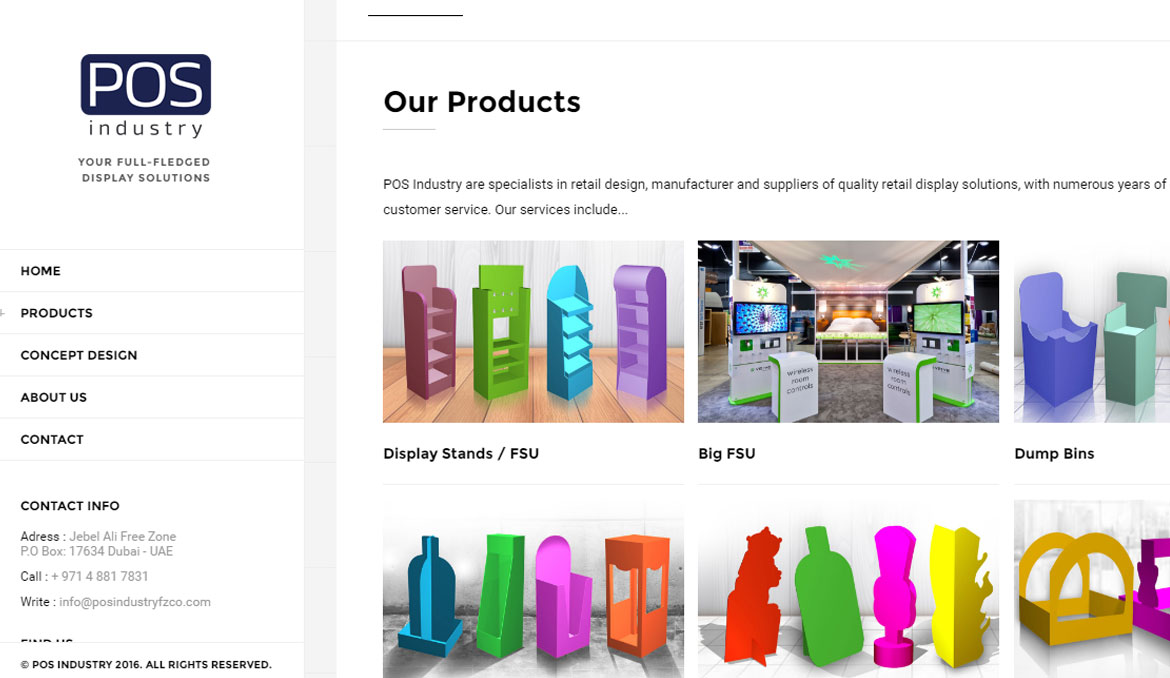 POS
industry
YOUR FULL-FLEDGED
DISPLAY SOLUTIONS
HOME
PRODUCTS
CONCEPT DESIGN
ABOUT US
CONTACT
CONTACT INFO
Adress : Jebel Ali Free Zone
P.O Box: 17634 Dubai - UAE
Call : + 971 4 881 7831
Write : info@posindustryfzco.com
FIND US
© POS INDUSTRY 2016. ALL RIGHTS RESERVED.
Our Products
POS Industry are specialists in retail design, manufacturer and suppliers of quality retail display solutions, with numerous years of
customer service. Our services include...
wireless
room
controls
wireless
room
controls
Display Stands / FSU
Big FSU
Dump Bins